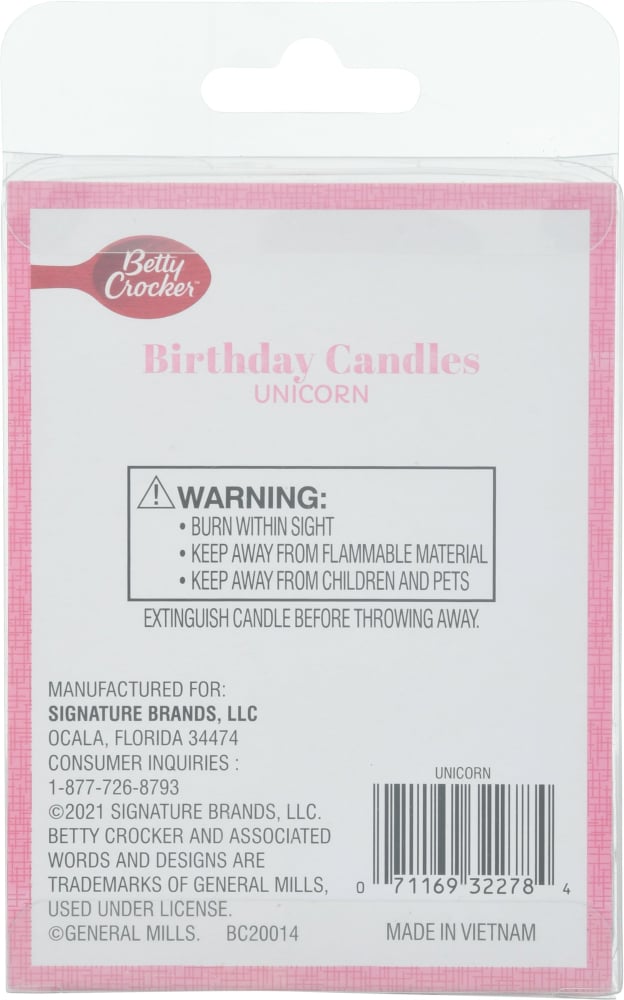 Betty
Crocker™
Birthday Candles
UNICORN
⚠WARNING:
• BURN WITHIN SIGHT
• KEEP AWAY FROM FLAMMABLE MATERIAL
• KEEP AWAY FROM CHILDREN AND PETS
EXTINGUISH CANDLE BEFORE THROWING AWAY.
MANUFACTURED FOR:
SIGNATURE BRANDS, LLC
OCALA, FLORIDA 34474
CONSUMER INQUIRIES :
1-877-726-8793
©2021 SIGNATURE BRANDS, LLC.
BETTY CROCKER AND ASSOCIATED
WORDS AND DESIGNS ARE
TRADEMARKS OF GENERAL MILLS,
USED UNDER LICENSE.
©GENERAL MILLS. BC20014
UNICORN
0 71169 32278 4
MADE IN VIETNAM